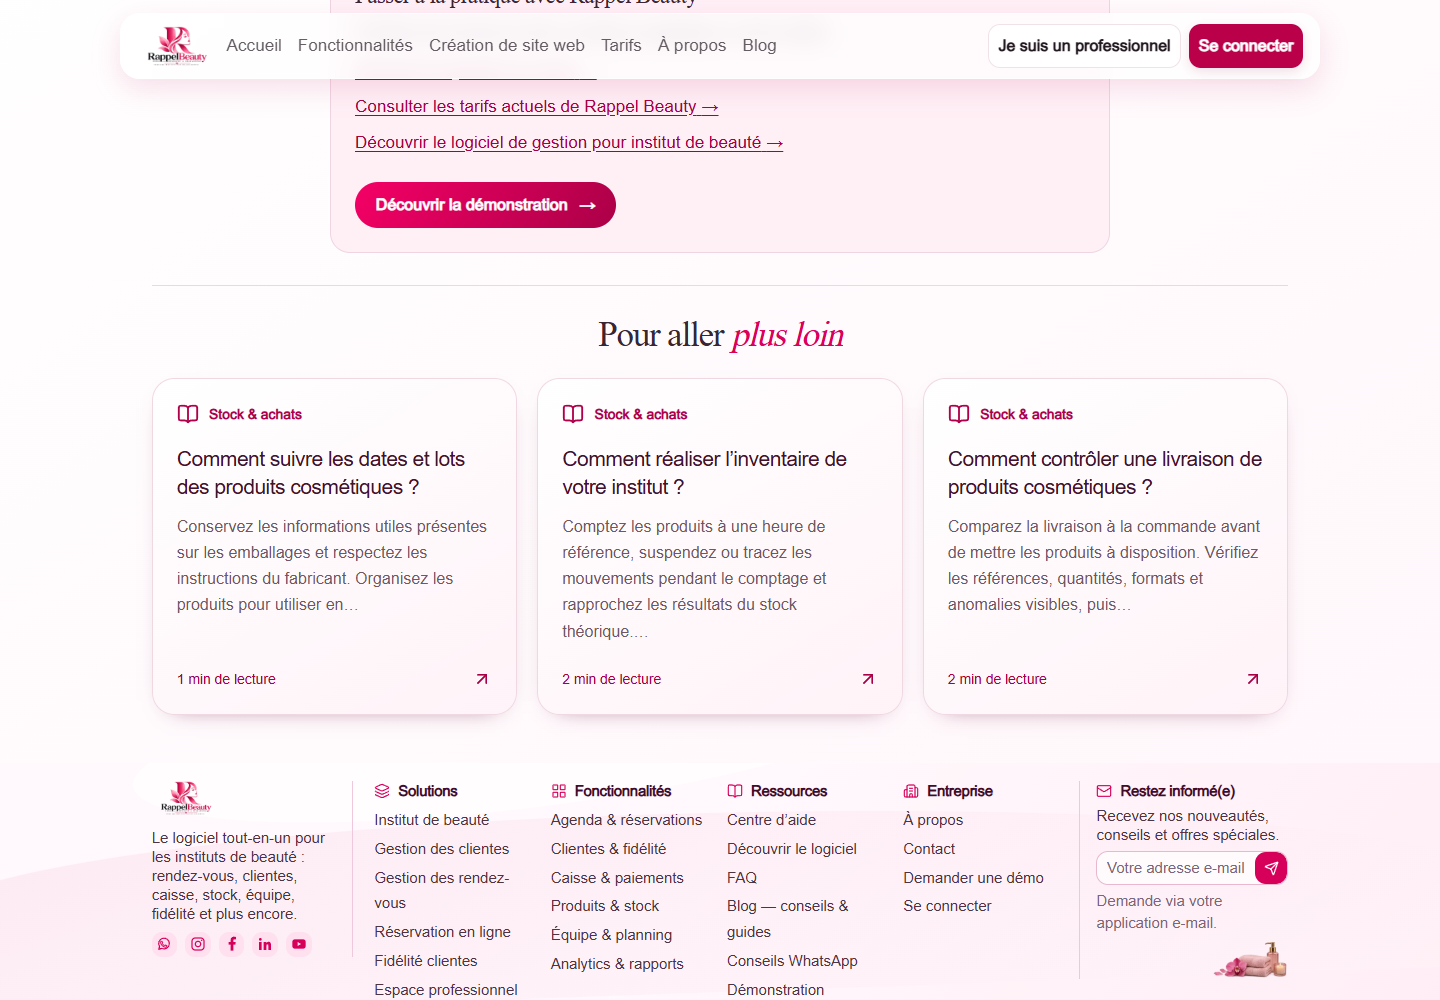 Passer à la pratique avec Rappel Beauty
RappelBeauty
Accueil Fonctionnalités Création de site web Tarifs À propos Blog
Je suis un professionnel
Se connecter
Consulter les tarifs actuels de Rappel Beauty →
Découvrir le logiciel de gestion pour institut de beauté →
Découvrir la démonstration →
Pour aller plus loin
Stock & achats
Comment suivre les dates et lots
des produits cosmétiques ?
Conservez les informations utiles présentes
sur les emballages et respectez les
instructions du fabricant. Organisez les
produits pour utiliser en…
1 min de lecture
Stock & achats
Comment réaliser l’inventaire de
votre institut ?
Comptez les produits à une heure de
référence, suspendez ou tracez les
mouvements pendant le comptage et
rapprochez les résultats du stock
théorique.…
2 min de lecture
Stock & achats
Comment contrôler une livraison de
produits cosmétiques ?
Comparez la livraison à la commande avant
de mettre les produits à disposition. Vérifiez
les références, quantités, formats et
anomalies visibles, puis…
2 min de lecture
RappelBeauty
Le logiciel tout-en-un pour
les instituts de beauté :
rendez-vous, clientes,
caisse, stock, équipe,
fidélité et plus encore.
Solutions
Institut de beauté
Gestion des clientes
Gestion des rendez-
vous
Réservation en ligne
Fidélité clientes
Espace professionnel
Fonctionnalités
Agenda & réservations
Clientes & fidélité
Caisse & paiements
Produits & stock
Équipe & planning
Analytics & rapports
Ressources
Centre d’aide
Découvrir le logiciel
FAQ
Blog — conseils &
guides
Conseils WhatsApp
Démonstration
Entreprise
À propos
Contact
Demander une démo
Se connecter
Restez informé(e)
Recevez nos nouveautés,
conseils et offres spéciales.
Votre adresse e-mail
Demande via votre
application e-mail.